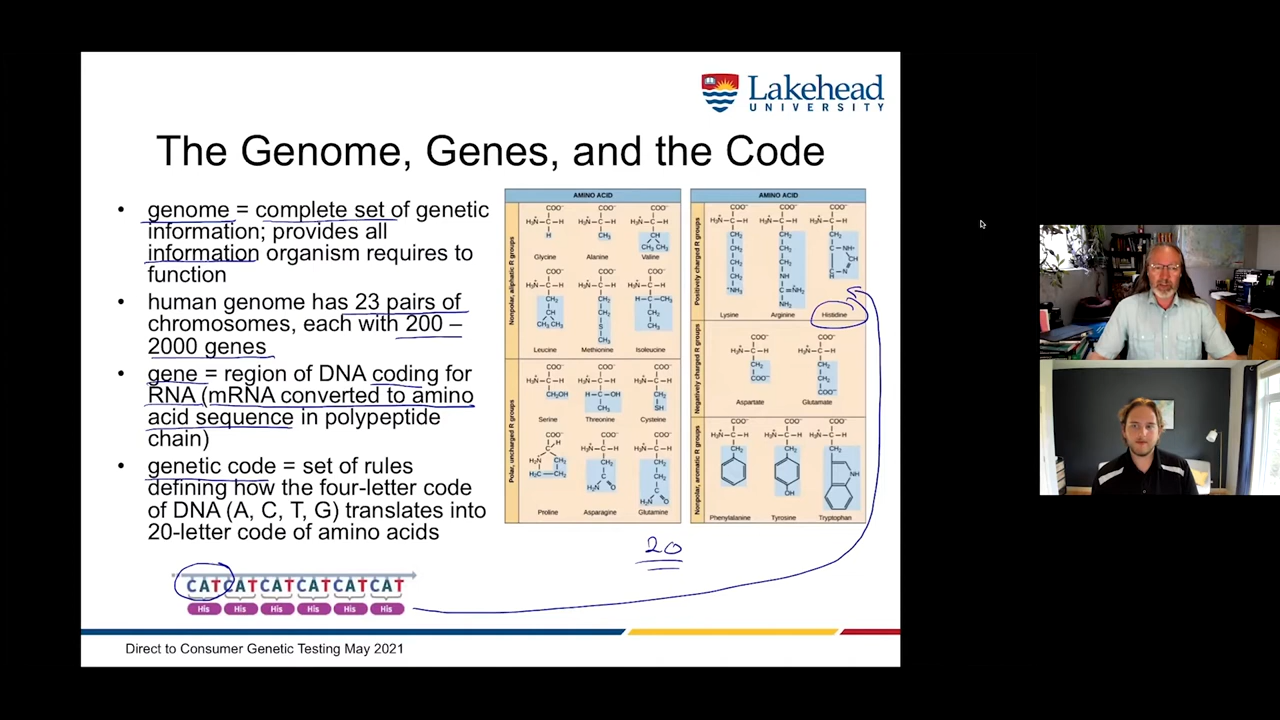 Lakehead
UNIVERSITY
The Genome, Genes, and the Code
• genome = complete set of genetic
information; provides all
information organism requires to
function
• human genome has 23 pairs of
chromosomes, each with 200 –
2000 genes
• gene = region of DNA coding for
RNA (mRNA converted to amino
acid sequence in polypeptide
chain)
• genetic code = set of rules
defining how the four-letter code
of DNA (A, C, T, G) translates into
20-letter code of amino acids
CATCATCATCATCATCAT
His His His His His His
AMINO ACID
Nonpolar, aliphatic R groups
Glycine Alanine Valine
Leucine Methionine Isoleucine
Polar, uncharged R groups
Serine Threonine Cysteine
Proline Asparagine Glutamine
AMINO ACID
Positively charged R groups
Lysine Arginine Histidine
Negatively charged R groups
Aspartate Glutamate
Nonpolar, aromatic R groups
Phenylalanine Tyrosine Tryptophan
20
Direct to Consumer Genetic Testing May 2021